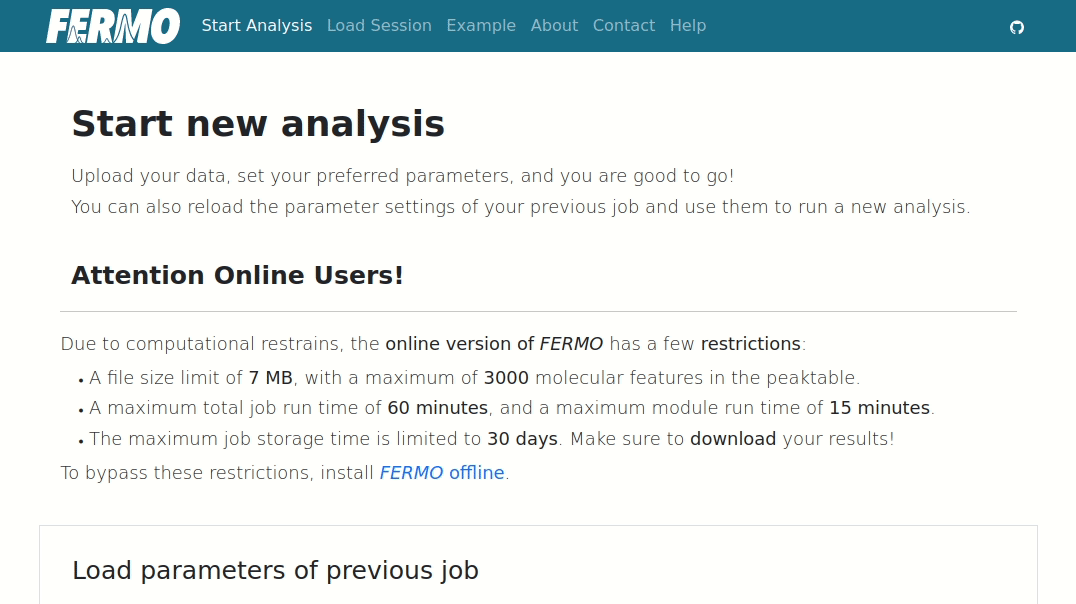 FERMO Start Analysis Load Session Example About Contact Help
Start new analysis
Upload your data, set your preferred parameters, and you are good to go!
You can also reload the parameter settings of your previous job and use them to run a new analysis.
Attention Online Users!
Due to computational restrains, the online version of FERMO has a few restrictions:
• A file size limit of 7 MB, with a maximum of 3000 molecular features in the peaktable.
• A maximum total job run time of 60 minutes, and a maximum module run time of 15 minutes.
• The maximum job storage time is limited to 30 days. Make sure to download your results!
To bypass these restrictions, install FERMO offline.
Load parameters of previous job